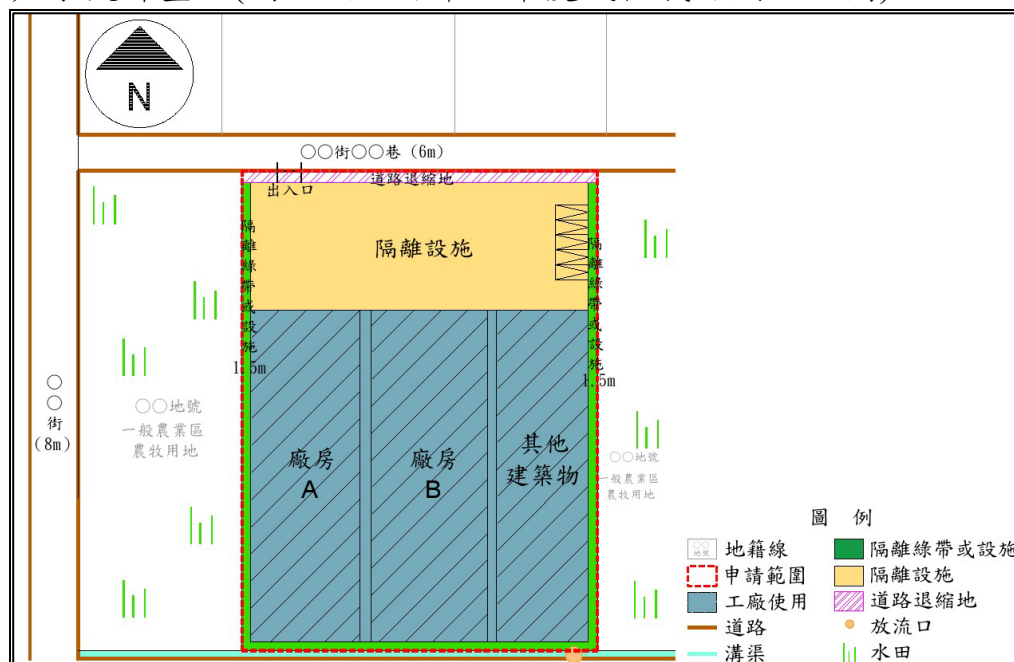 N
○○街○○巷 (6m)
道路退縮地
出入口
隔離設施
隔離綠帶或設施
1.5m
隔離綠帶或設施
1.5m
○○街
(8m)
○○地號
一般農業區
農牧用地
廠房
A
廠房
B
其他
建築物
○○地號
一般農業區
農牧用地
圖 例
○○地號
地籍線
隔離綠帶或設施
申請範圍
隔離設施
工廠使用
道路退縮地
道路
放流口
溝渠
水田